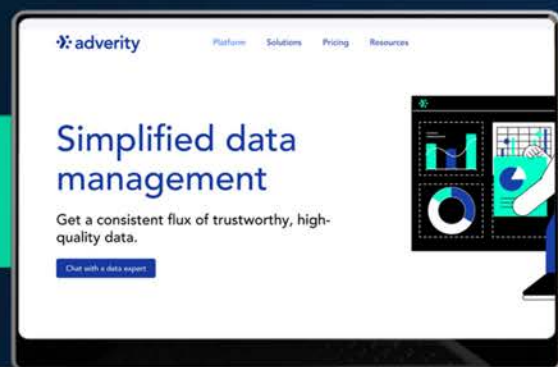 adverity
Platform Solutions Pricing Resources
Simplified data
management
Get a consistent flux of trustworthy, high-
quality data.
Chat with a data expert